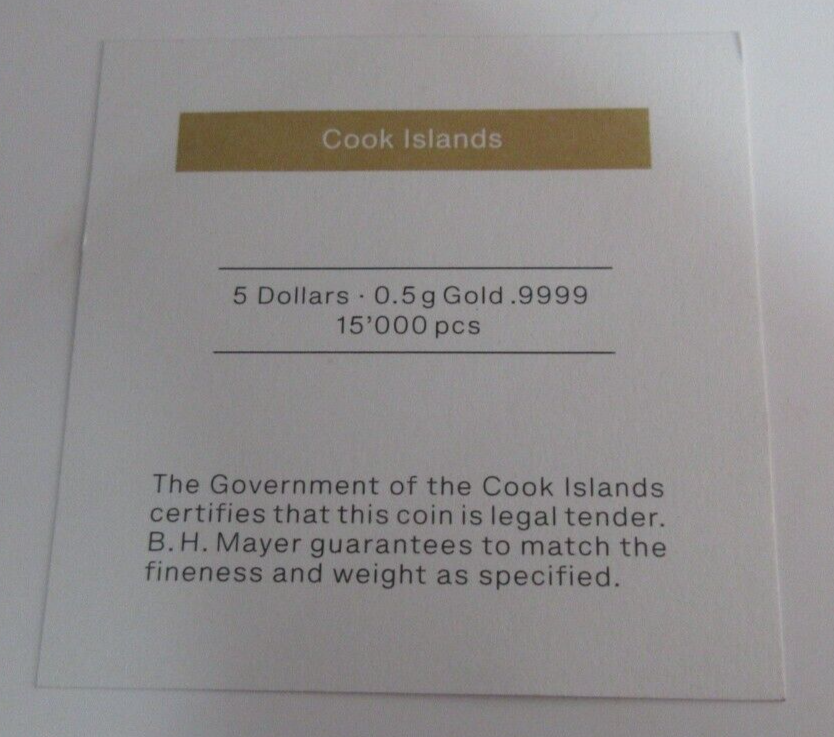 Cook Islands
5 Dollars · 0.5g Gold .9999
15’000 pcs
The Government of the Cook Islands
certifies that this coin is legal tender.
B.H. Mayer guarantees to match the
fineness and weight as specified.